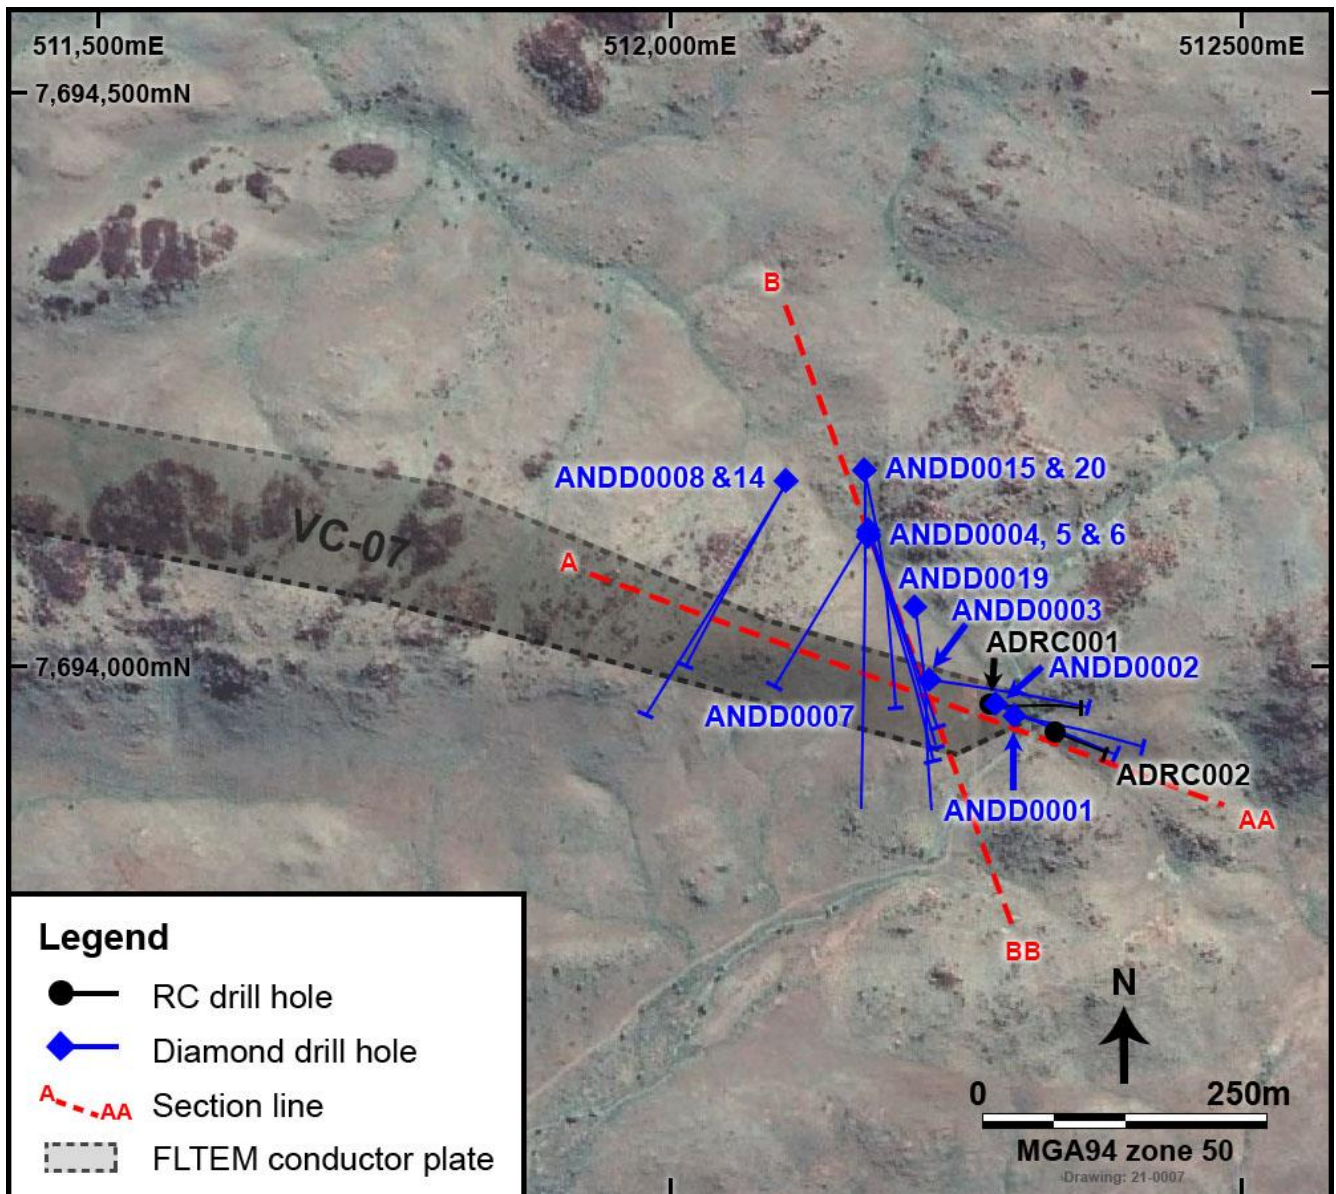 511,500mE
512,000mE
512500mE
7,694,500mN
B
ANDD0008 &14
ANDD0015 & 20
VC-07
ANDD0004, 5 & 6
A
ANDD0019
ANDD0003
ADRC001
7,694,000mN
ANDD0002
ANDD0007
ADRC002
ANDD0001
AA
BB
Legend
RC drill hole
Diamond drill hole
A AA Section line
FLTEM conductor plate
N
0 250m
MGA94 zone 50
Drawing: 21-0007